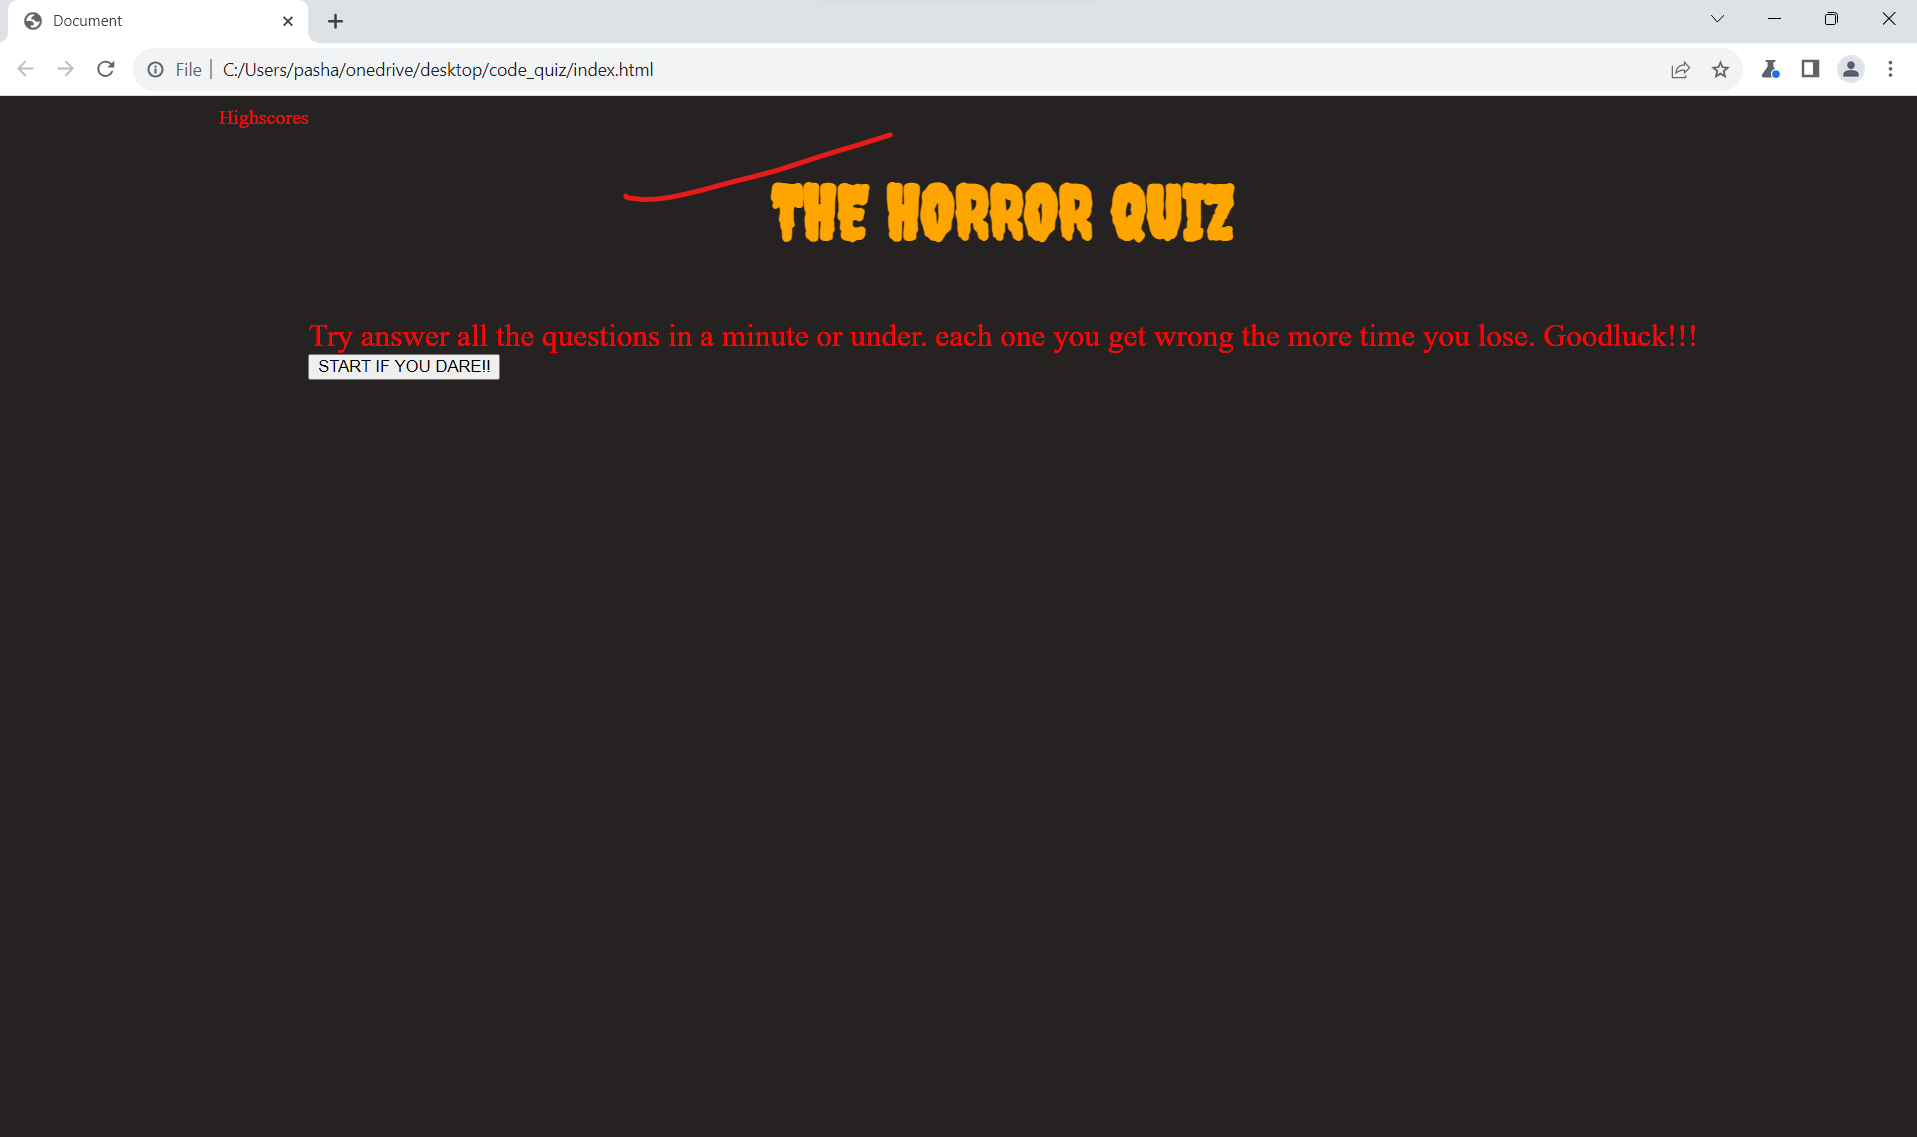 Document
File
C:/Users/pasha/onedrive/desktop/code_quiz/index.html
Highscores
THE HORROR QUIZ
Try answer all the questions in a minute or under. each one you get wrong the more time you lose. Goodluck!!!
START IF YOU DARE!!